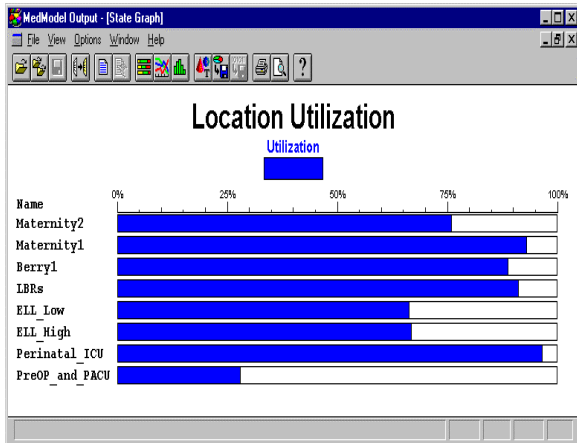 MedModel Output - [State Graph]
File View Options Window Help
Location Utilization
Utilization
0% 25% 50% 75% 100%
Name
Maternity2
Maternity1
Berry1
LBRs
ELL_Low
ELL_High
Perinatal_ICU
PreOP_and_PACU